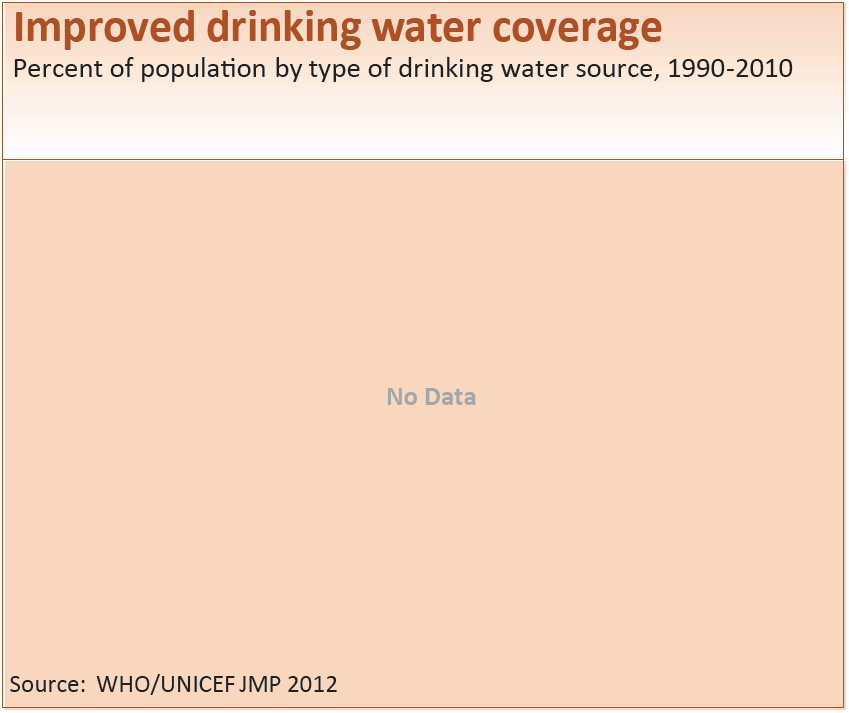 Improved drinking water coverage
Percent of population by type of drinking water source, 1990-2010
No Data
Source:  WHO/UNICEF JMP 2012